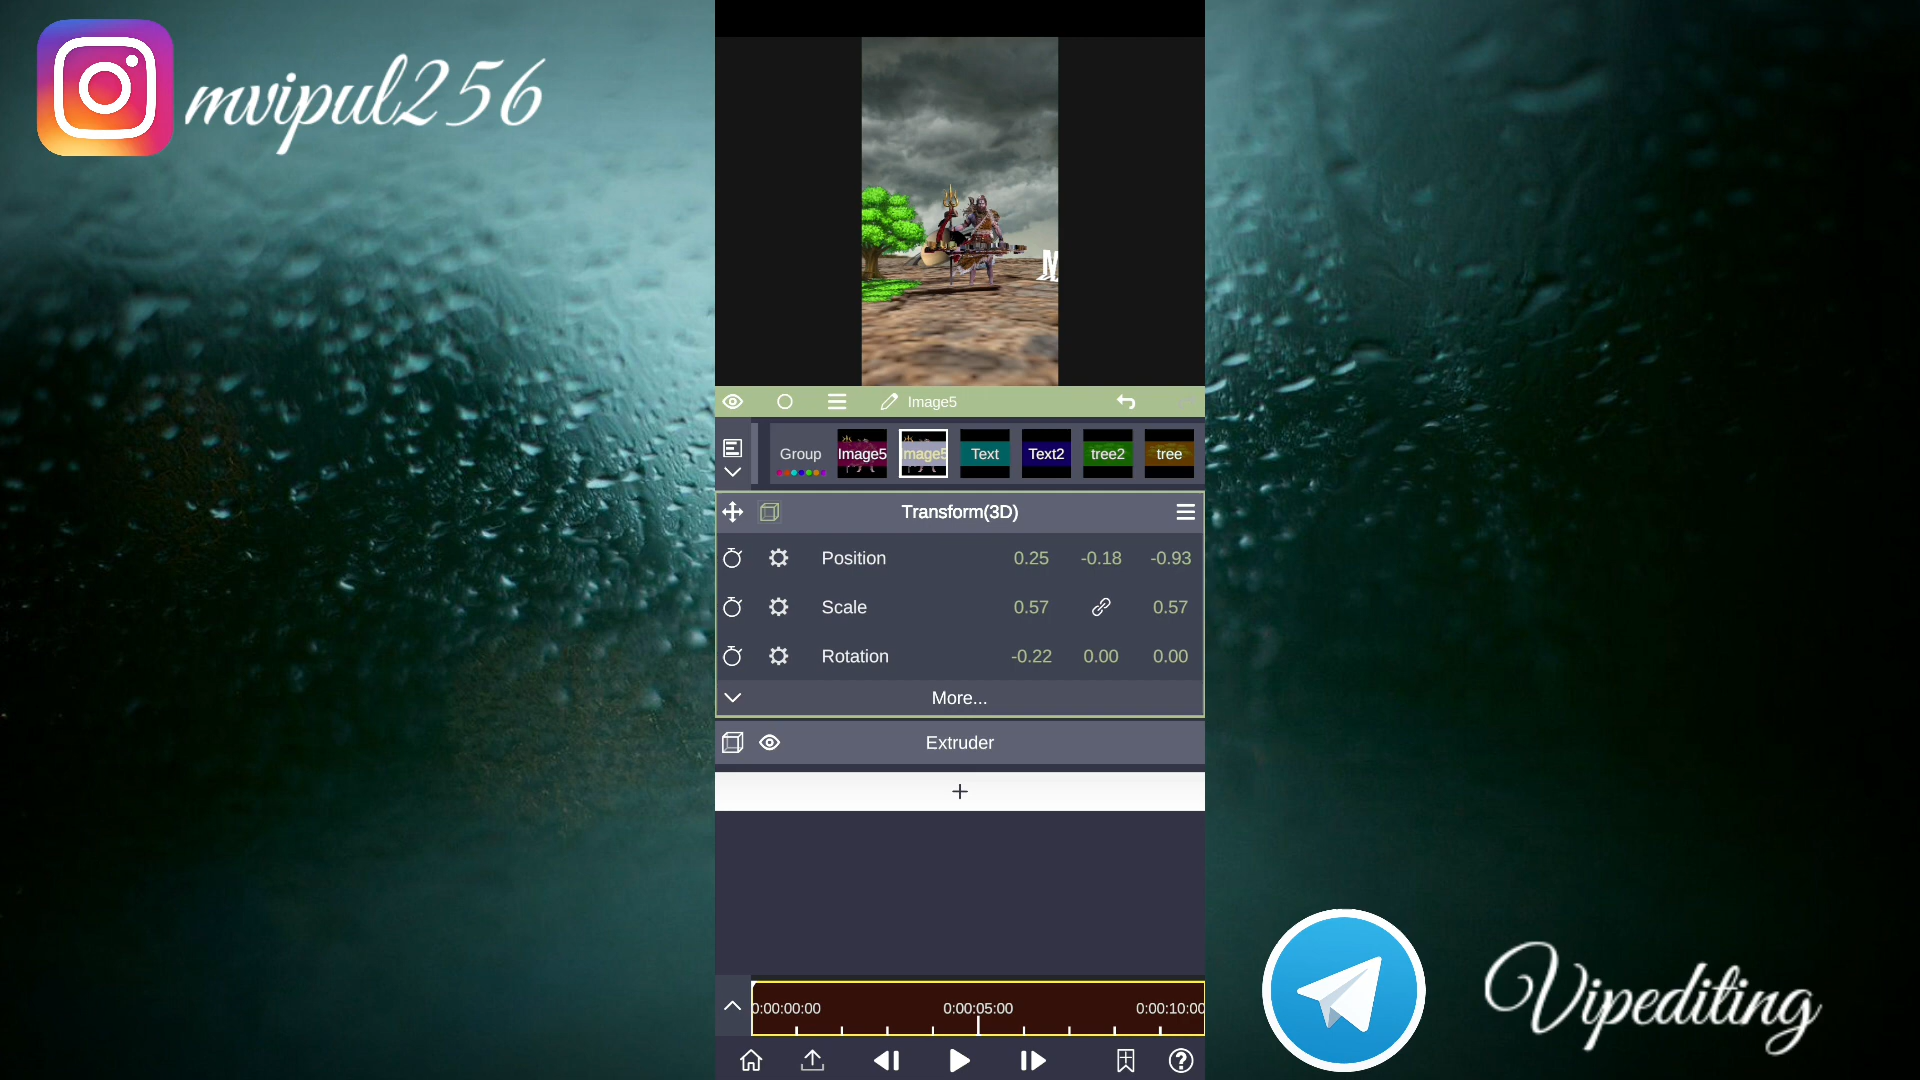 mvipul256
M
Image5
Group
Image5
mage5
Text
Text2
tree2
tree
Transform(3D)
Position 0.25 -0.18 -0.93
Scale 0.57 0.57
Rotation -0.22 0.00 0.00
More...
Extruder
0:00:00:00 0:00:05:00 0:00:10:00
Vipediting